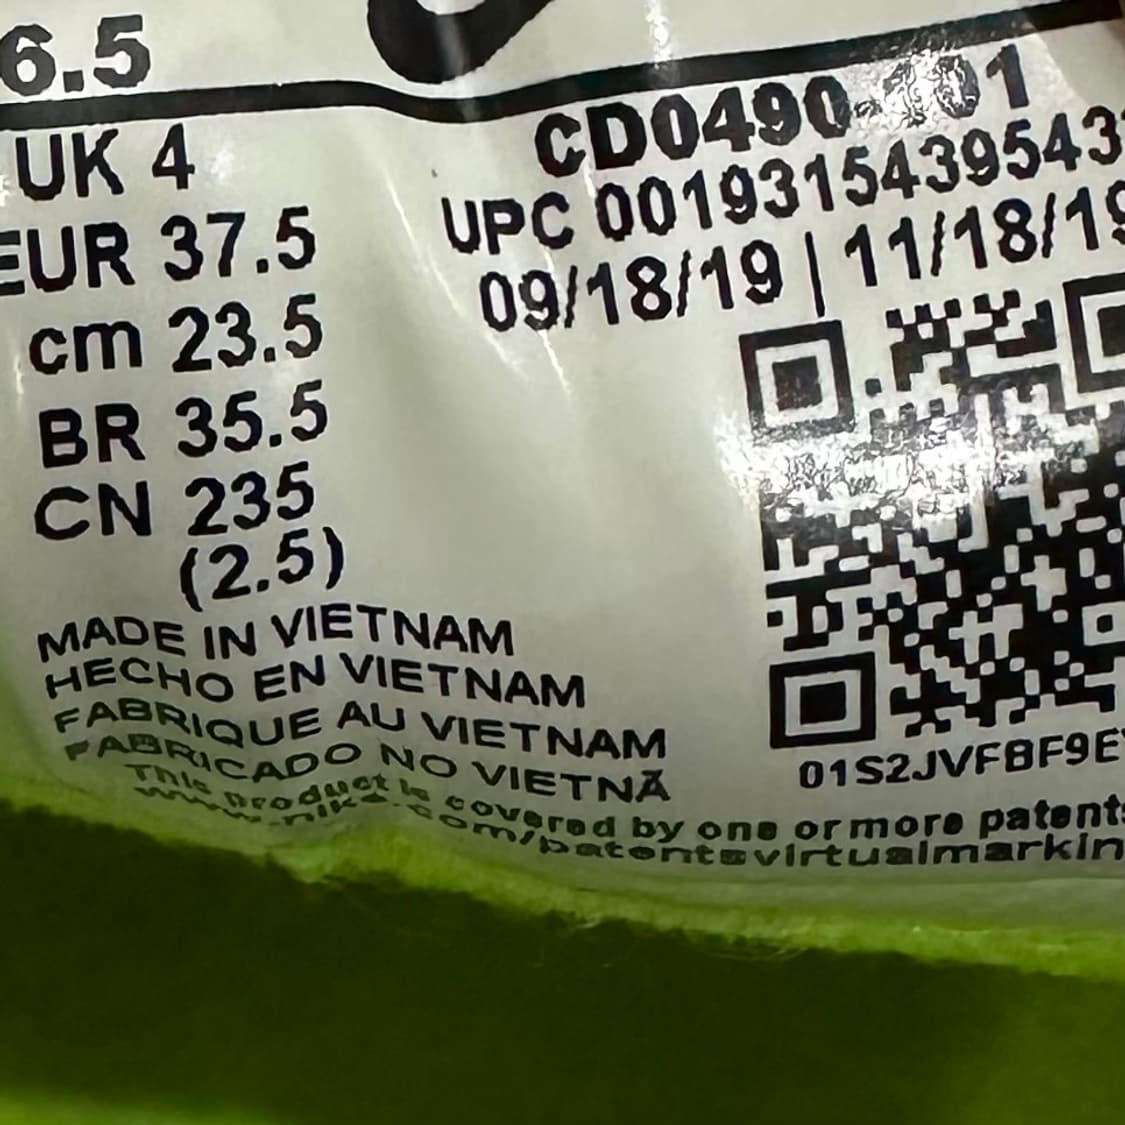 6.5
UK 4
EUR 37.5
cm 23.5
BR 35.5
CN 235
(2.5)
MADE IN VIETNAM
HECHO EN VIETNAM
FABRIQUE AU VIETNAM
FABRICADO NO VIETNÃ
This product is covered by one or more patents
www.nike.com/patentsvirtualmarkin
CD0490-101
UPC 0019315439543
09/18/19 | 11/18/19
01S2JVFBF9E